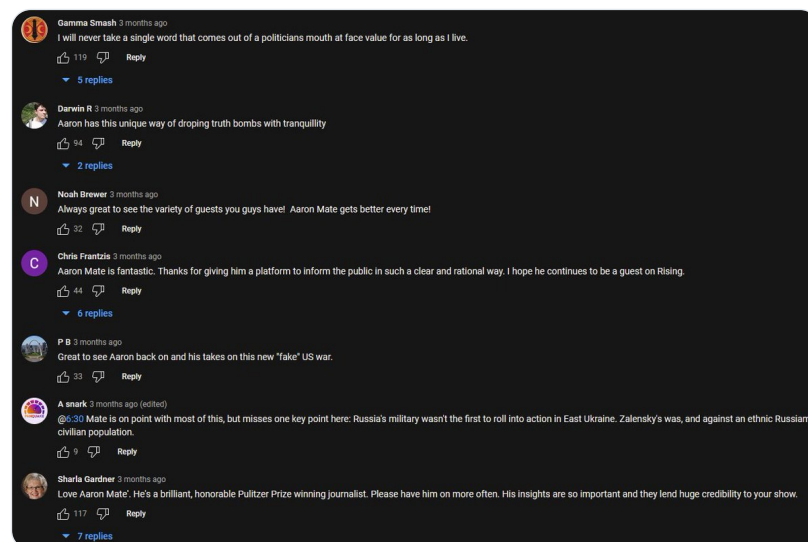 Gamma Smash 3 months ago
I will never take a single word that comes out of a politicians mouth at face value for as long as I live.
119 Reply
5 replies
Darwin R 3 months ago
Aaron has this unique way of droping truth bombs with tranquillity
94 Reply
2 replies
N
Noah Brewer 3 months ago
Always great to see the variety of guests you guys have! Aaron Mate gets better every time!
32 Reply
C
Chris Frantzis 3 months ago
Aaron Mate is fantastic. Thanks for giving him a platform to inform the public in such a clear and rational way. I hope he continues to be a guest on Rising.
44 Reply
6 replies
P B 3 months ago
Great to see Aaron back on and his takes on this new "fake" US war.
33 Reply
A snark 3 months ago (edited)
@6:30 Mate is on point with most of this, but misses one key point here: Russia's military wasn't the first to roll into action in East Ukraine. Zalensky's was, and against an ethnic Russiam
civilian population.
9 Reply
Sharla Gardner 3 months ago
Love Aaron Mate'. He's a brilliant, honorable Pulitzer Prize winning journalist. Please have him on more often. His insights are so important and they lend huge credibility to your show.
117 Reply
7 replies